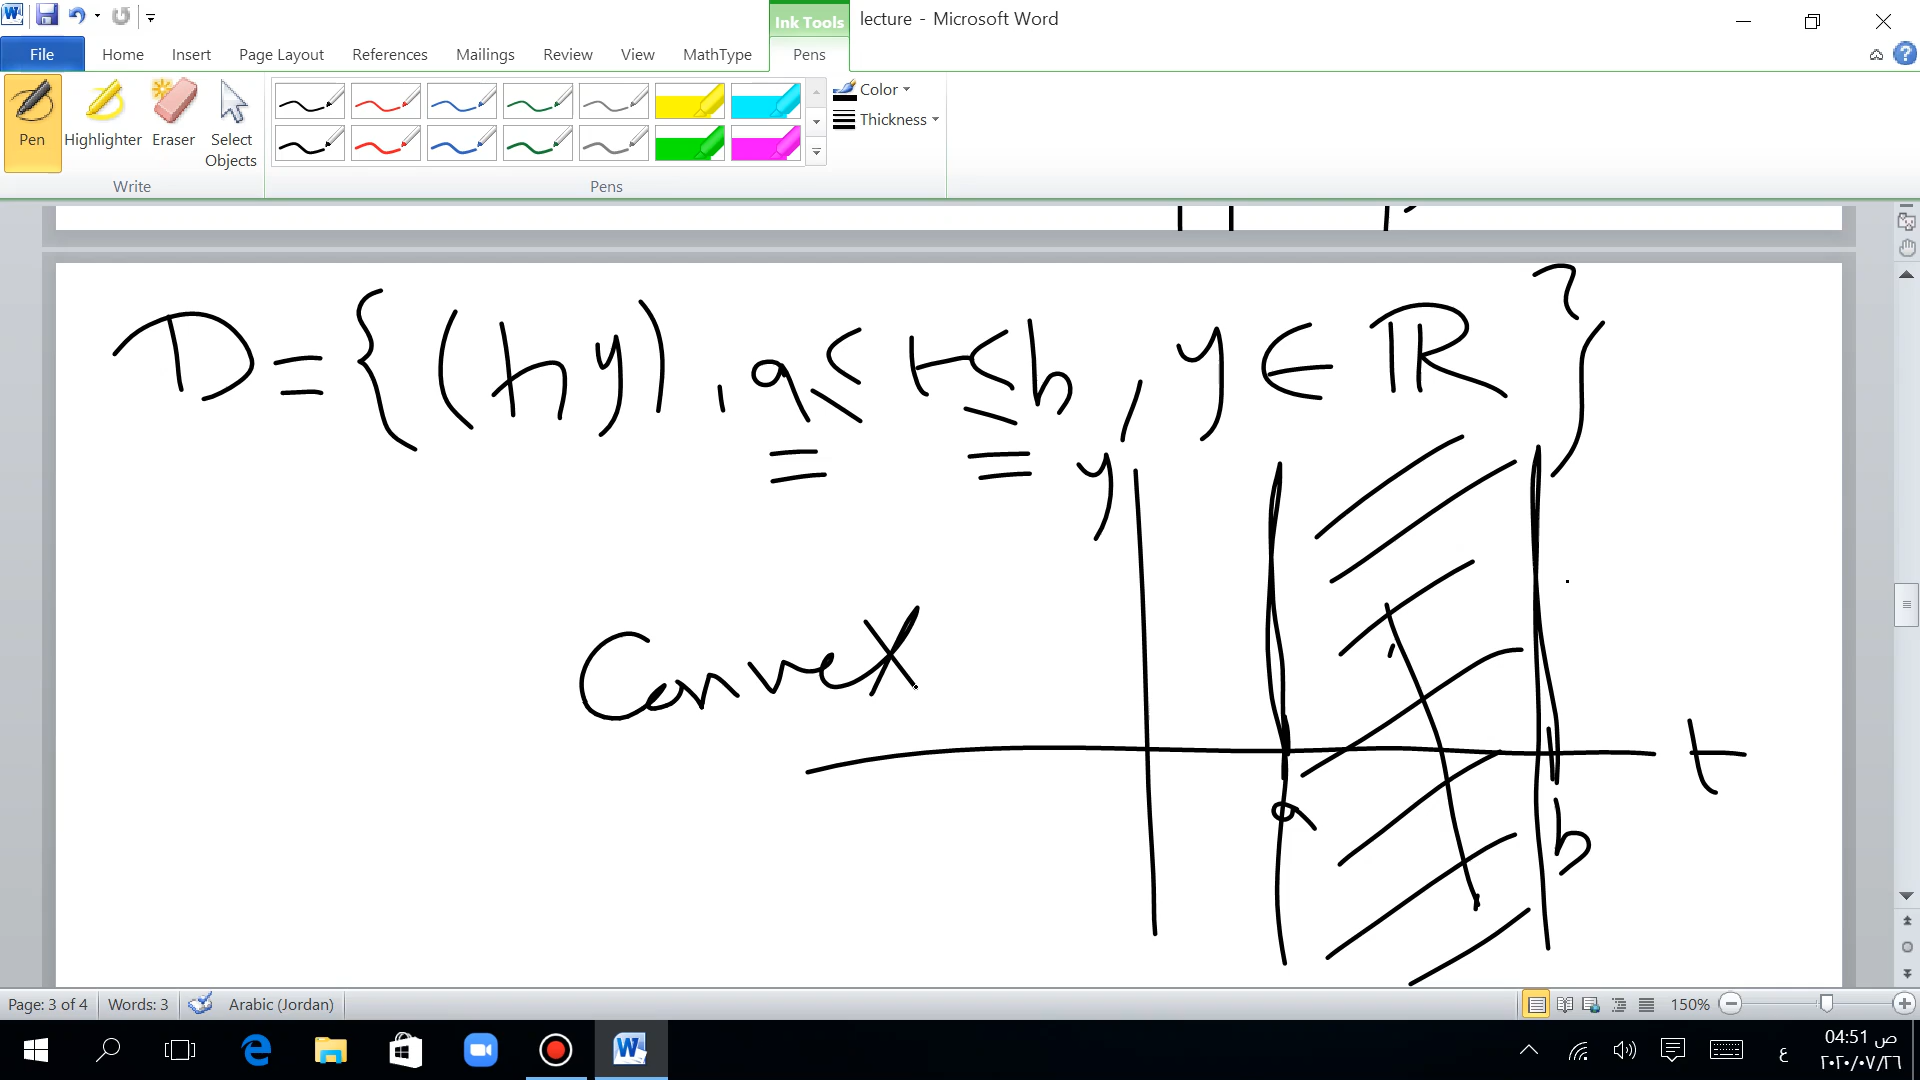 lecture - Microsoft Word
Ink Tools
File Home Insert Page Layout References Mailings Review View MathType Pens
Pen Highlighter Eraser Select Objects
Color
Thickness
Write Pens
D = { (t, y), a ≤ t ≤ b, y ∈ ℝ }
y
Convex
t
a
b
Page: 3 of 4 Words: 3 Arabic (Jordan) 150%
04:51 ص
ع
٢٠٢٠/٠٧/٢٦